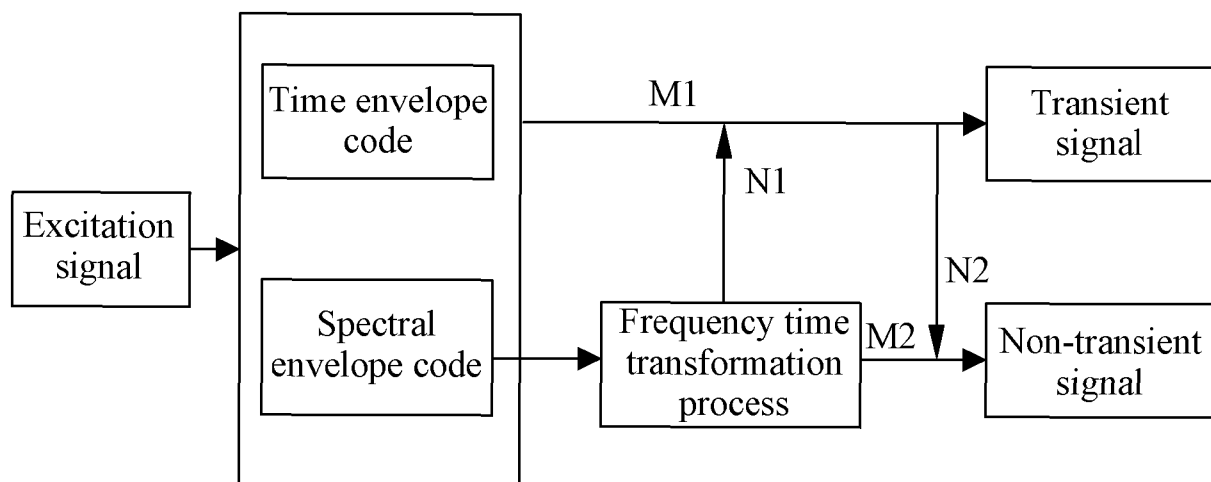 Excitation
signal
Time envelope
code
Spectral
envelope code
M1
N1
Frequency time
transformation
process
M2
N2
Transient
signal
Non-transient
signal